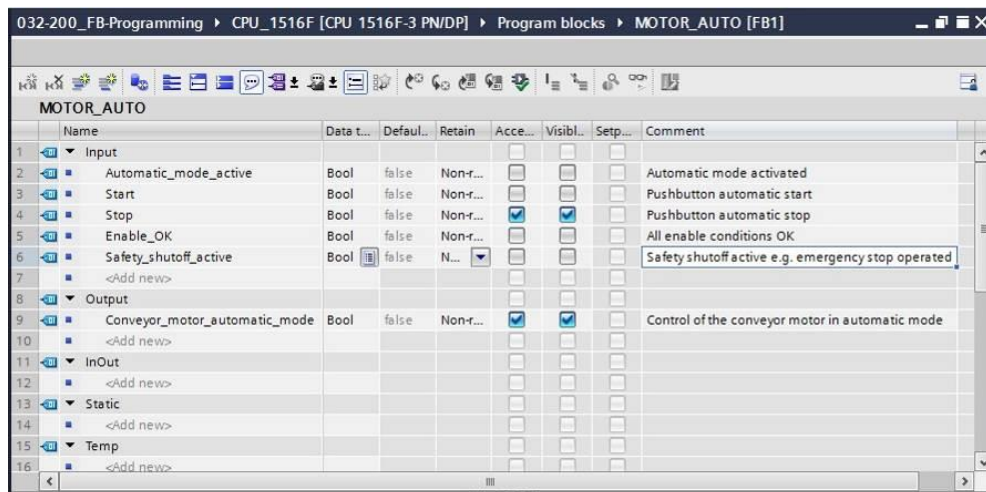 032-200_FB-Programming ▸ CPU_1516F [CPU 1516F-3 PN/DP] ▸ Program blocks ▸ MOTOR_AUTO [FB1]
MOTOR_AUTO
Name Data t... Defaul.. Retain Acce... Visibl.. Setp... Comment
1 Input
2 Automatic_mode_active Bool false Non-r... Automatic mode activated
3 Start Bool false Non-r... Pushbutton automatic start
4 Stop Bool false Non-r... Pushbutton automatic stop
5 Enable_OK Bool false Non-r... All enable conditions OK
6 Safety_shutoff_active Bool false N... Safety shutoff active e.g. emergency stop operated
7 <Add new>
8 Output
9 Conveyor_motor_automatic_mode Bool false Non-r... Control of the conveyor motor in automatic mode
10 <Add new>
11 InOut
12 <Add new>
13 Static
14 <Add new>
15 Temp
16 <Add new>